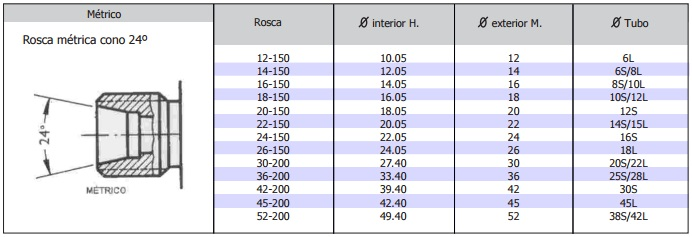 Métrico
Rosca métrica cono 24º
24°
MÉTRICO
Rosca Ø interior H. Ø exterior M. Ø Tubo
12-150 10.05 12 6L
14-150 12.05 14 6S/8L
16-150 14.05 16 8S/10L
18-150 16.05 18 10S/12L
20-150 18.05 20 12S
22-150 20.05 22 14S/15L
24-150 22.05 24 16S
26-150 24.05 26 18L
30-200 27.40 30 20S/22L
36-200 33.40 36 25S/28L
42-200 39.40 42 30S
45-200 42.40 45 45L
52-200 49.40 52 38S/42L